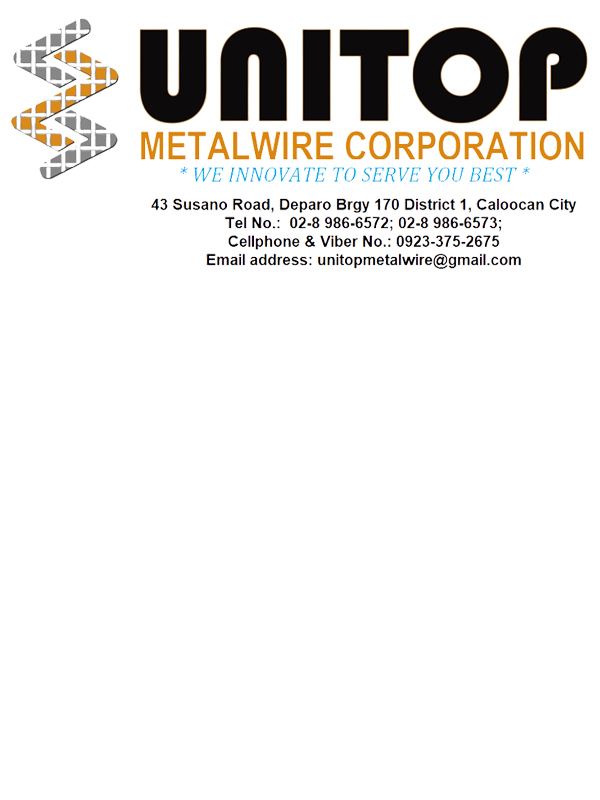 UNITOP
METALWIRE CORPORATION
* WE INNOVATE TO SERVE YOU BEST *
43 Susano Road, Deparo Brgy 170 District 1, Caloocan City
Tel No.:  02-8 986-6572; 02-8 986-6573;
Cellphone & Viber No.: 0923-375-2675
Email address: unitopmetalwire@gmail.com